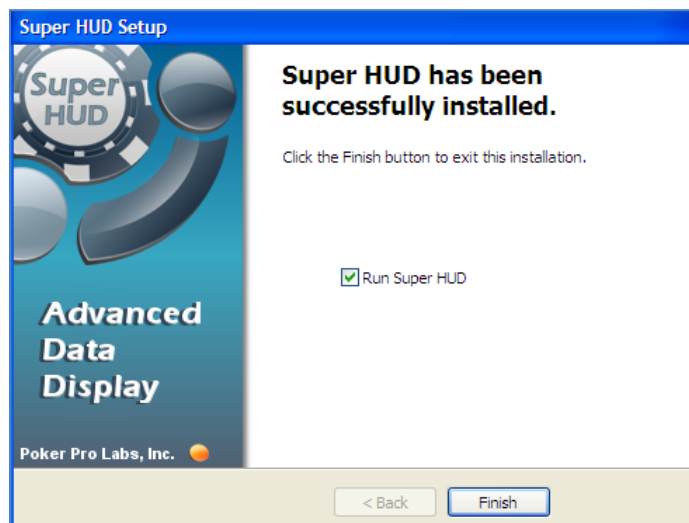 Super HUD Setup
Super
HUD
Super HUD has been
successfully installed.
Click the Finish button to exit this installation.
Run Super HUD
Advanced
Data
Display
Poker Pro Labs, Inc.
< Back
Finish